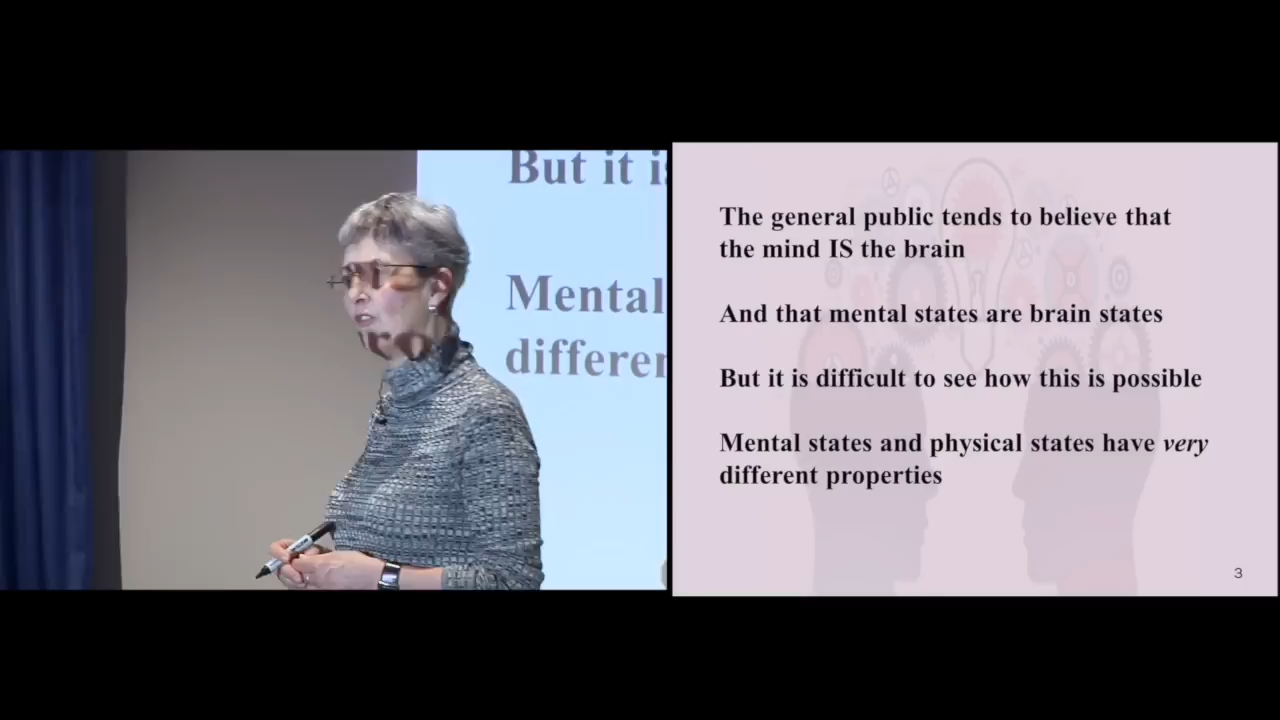 But it is
Mental
differen
The general public tends to believe that
the mind IS the brain
And that mental states are brain states
But it is difficult to see how this is possible
Mental states and physical states have very
different properties
3